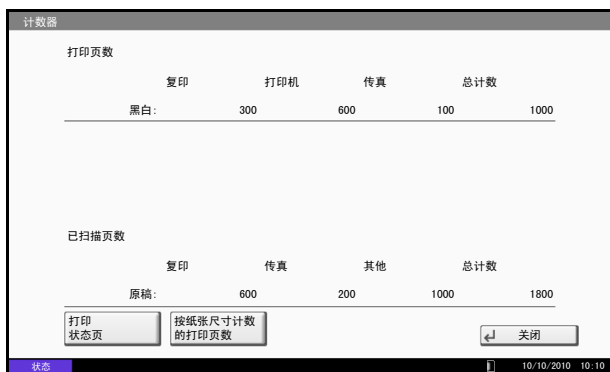 计数器
打印页数
复印 打印机 传真 总计数
黑白: 300 600 100 1000
已扫描页数
复印 传真 其他 总计数
原稿: 600 200 1000 1800
打印
状态页
按纸张尺寸计数
的打印页数
关闭
状态 10/10/2010 10:10